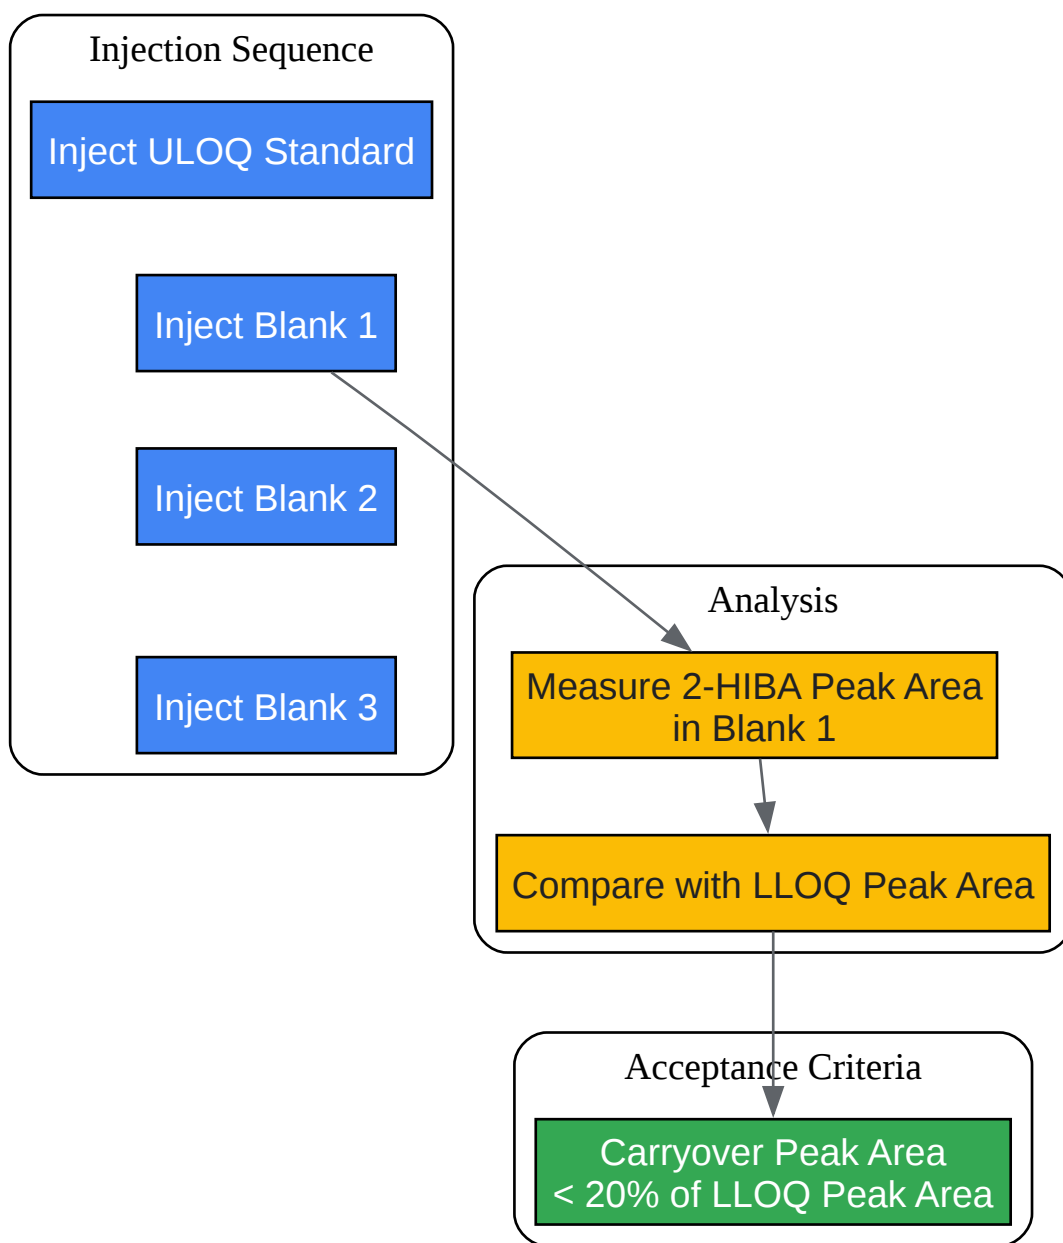 Injection Sequence
Inject ULOQ Standard
Inject Blank 1
Inject Blank 2
Inject Blank 3
Analysis
Measure 2-HIBA Peak Area
in Blank 1
Compare with LLOQ Peak Area
Acceptance Criteria
Carryover Peak Area
< 20% of LLOQ Peak Area